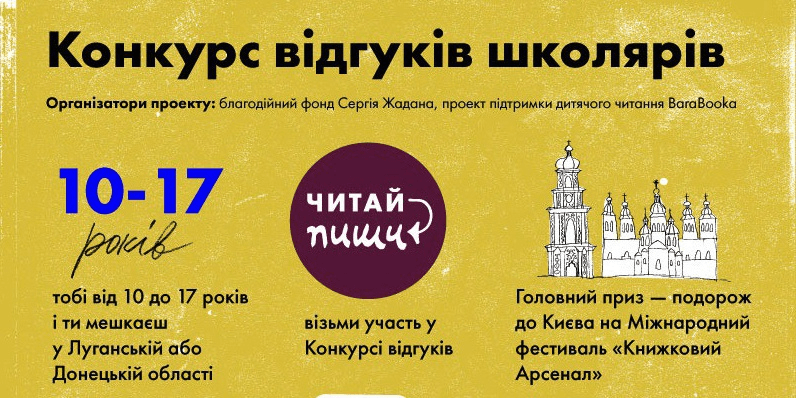 Конкурс відгуків школярів
Організатори проекту: благодійний фонд Сергія Жадана, проект підтримки дитячого читання BaraBooka
10-17
років
тобі від 10 до 17 років
і ти мешкаєш
у Луганській або
Донецькій області
ЧИТАЙ
пиши
візьми участь у
Конкурсі відгуків
Головний приз — подорож
до Києва на Міжнародний
фестиваль «Книжковий
Арсенал»